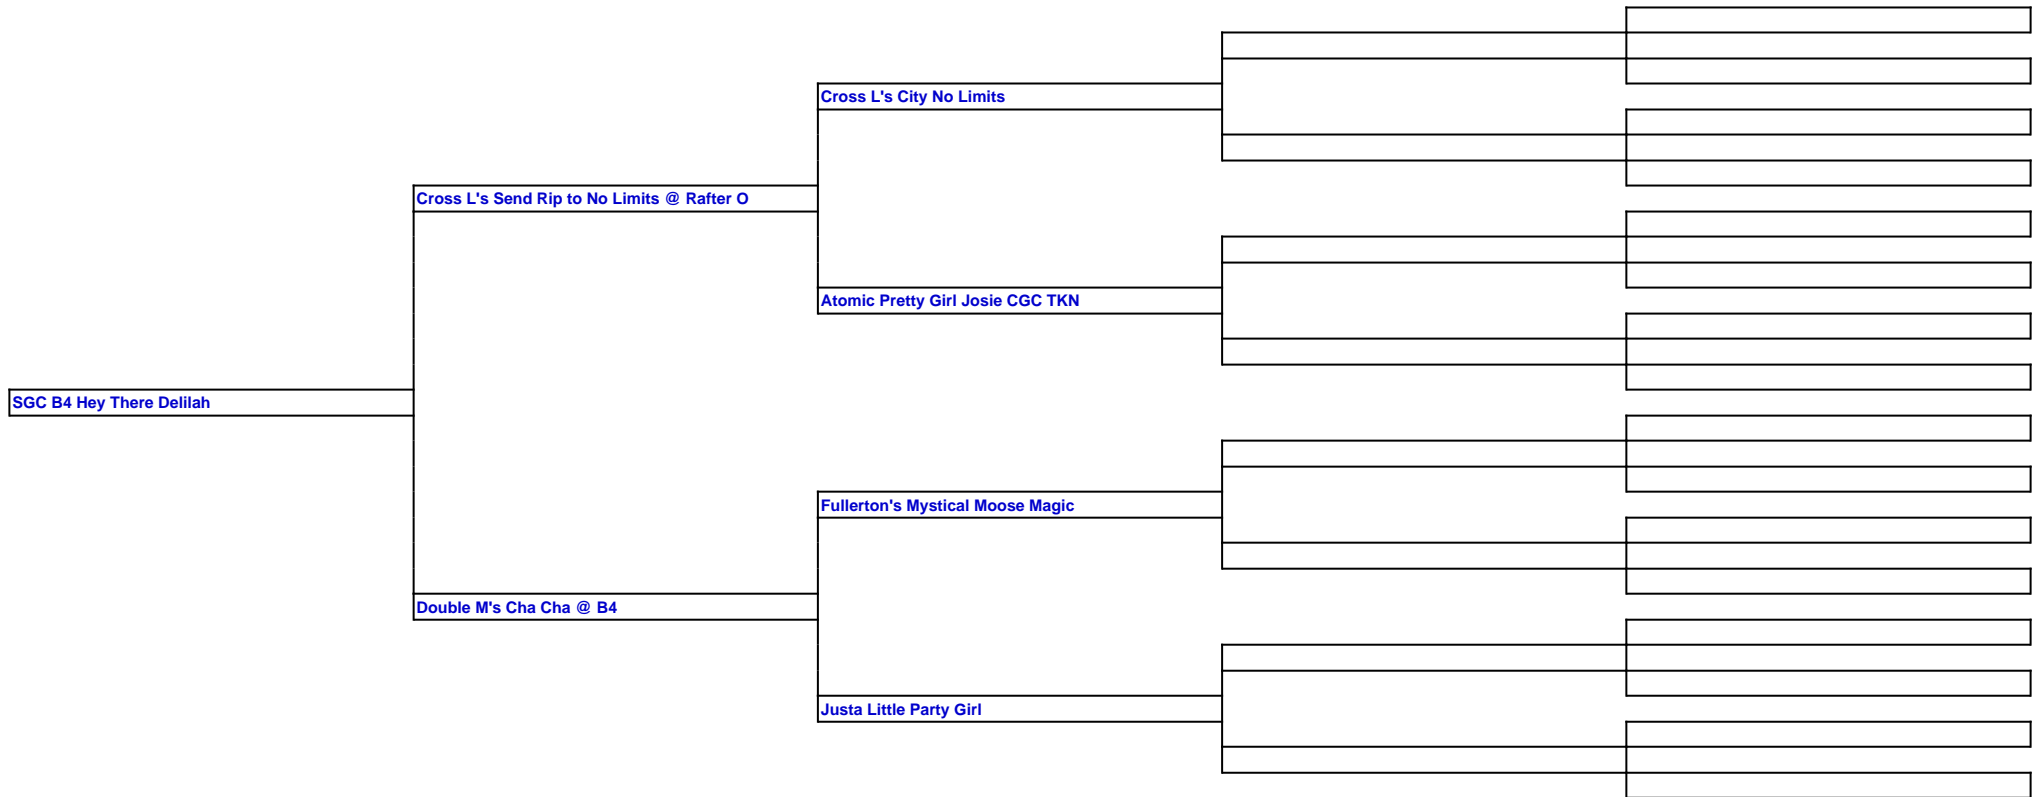 Cross L's City No Limits
Cross L's Send Rip to No Limits @ Rafter O
Atomic Pretty Girl Josie CGC TKN
SGC B4 Hey There Delilah
Fullerton's Mystical Moose Magic
Double M's Cha Cha @ B4
Justa Little Party Girl